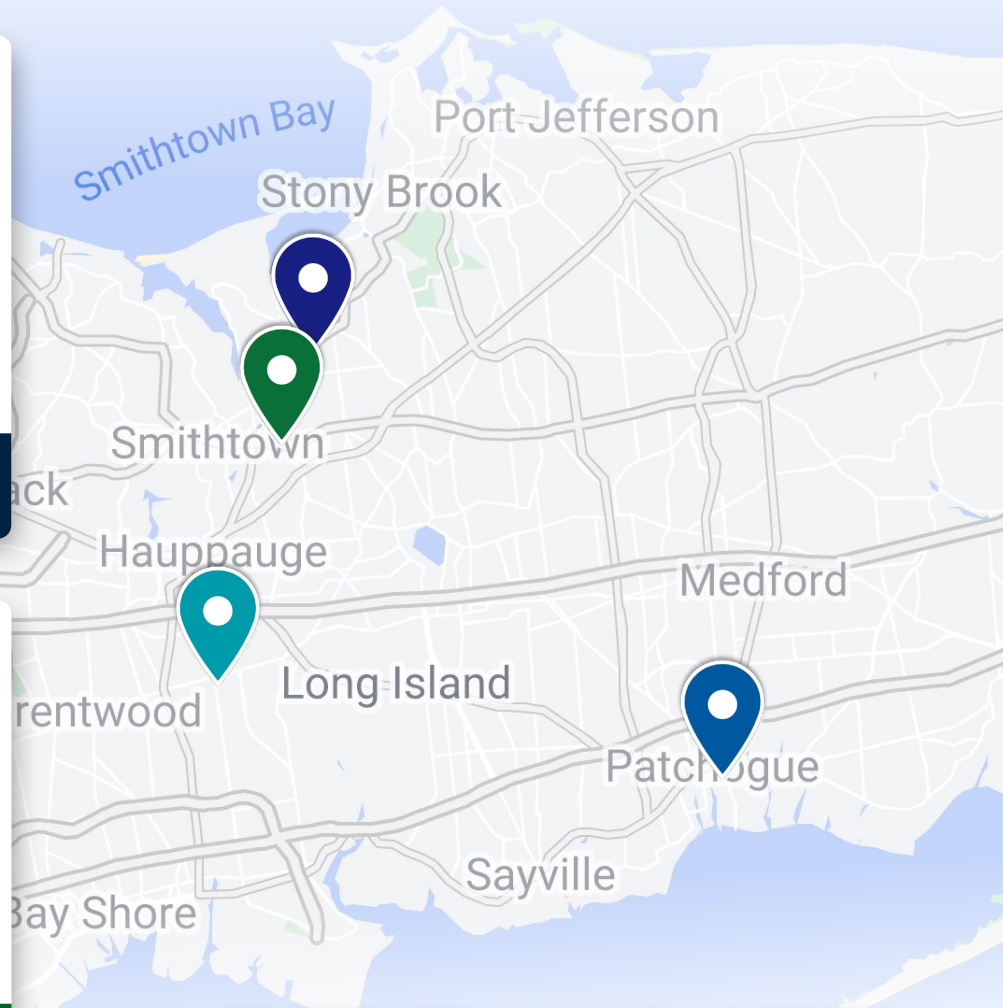 Smithtown Bay
Port Jefferson
Stony Brook
Smithtown
ack
Hauppauge
Medford
Long Island
rentwood
Patchogue
Sayville
Bay Shore